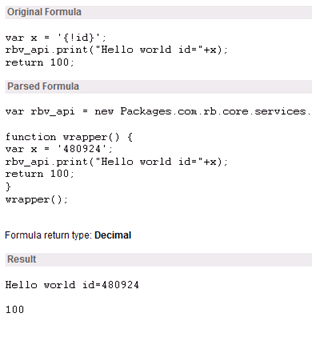 Original Formula
var x = '{!id}';
rbv_api.print("Hello world id="+x);
return 100;
Parsed Formula
var rbv_api = new Packages.com.rb.core.services.
function wrapper() {
var x = '480924';
rbv_api.print("Hello world id="+x);
return 100;
}
wrapper();
Formula return type: Decimal
Result
Hello world id=480924
100